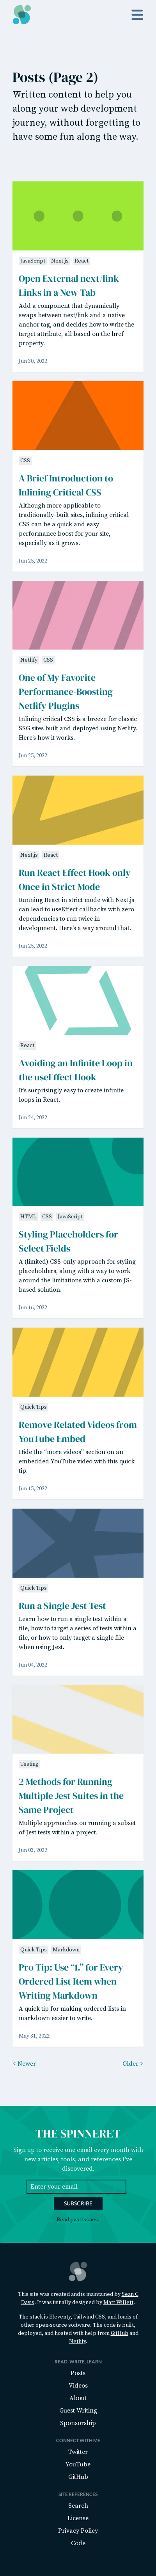 Posts (Page 2)
Written content to help you
along your web development
journey, without forgetting to
have some fun along the way.
JavaScript Next.js React
Open External next/link
Links in a New Tab
Add a component that dynamically
swaps between next/link and a native
anchor tag, and decides how to write the
target attribute, all based on the href
property.
Jun 30, 2022
CSS
A Brief Introduction to
Inlining Critical CSS
Although more applicable to
traditionally-built sites, inlining critical
CSS can be a quick and easy
performance boost for your site,
especially as it grows.
Jun 25, 2022
Netlify CSS
One of My Favorite
Performance-Boosting
Netlify Plugins
Inlining critical CSS is a breeze for classic
SSG sites built and deployed using Netlify.
Here's how it works.
Jun 25, 2022
Next.js React
Run React Effect Hook only
Once in Strict Mode
Running React in strict mode with Next.js
can lead to useEffect callbacks with zero
dependencies to run twice in
development. Here's a way around that.
Jun 25, 2022
React
Avoiding an Infinite Loop in
the useEffect Hook
It's surprisingly easy to create infinite
loops in React.
Jun 24, 2022
HTML CSS JavaScript
Styling Placeholders for
Select Fields
A (limited) CSS-only approach for styling
placeholders, along with a way to work
around the limitations with a custom JS-
based solution.
Jun 16, 2022
Quick Tips
Remove Related Videos from
YouTube Embed
Hide the “more videos” section on an
embedded YouTube video with this quick
tip.
Jun 15, 2022
Quick Tips
Run a Single Jest Test
Learn how to run a single test within a
file, how to target a series of tests within a
file, or how to only target a single file
when using Jest.
Jun 04, 2022
Testing
2 Methods for Running
Multiple Jest Suites in the
Same Project
Multiple approaches on running a subset
of Jest tests within a project.
Jun 03, 2022
Quick Tips Markdown
Pro Tip: Use “1.” for Every
Ordered List Item when
Writing Markdown
A quick tip for making ordered lists in
markdown easier to write.
May 31, 2022
< Newer Older >
THE SPINNERET
Sign up to receive one email every month with
new articles, tools, and references I've
discovered.
Enter your email
SUBSCRIBE
Read past issues.
This site was created and is maintained by Sean C
Davis. It was initially designed by Matt Willett.
The stack is Eleventy, Tailwind CSS, and loads of
other open-source software. The code is built,
deployed, and hosted with help from GitHub and
Netlify.
READ, WRITE, LEARN
Posts
Videos
About
Guest Writing
Sponsorship
CONNECT WITH ME
Twitter
YouTube
GitHub
SITE REFERENCES
Search
License
Privacy Policy
Code